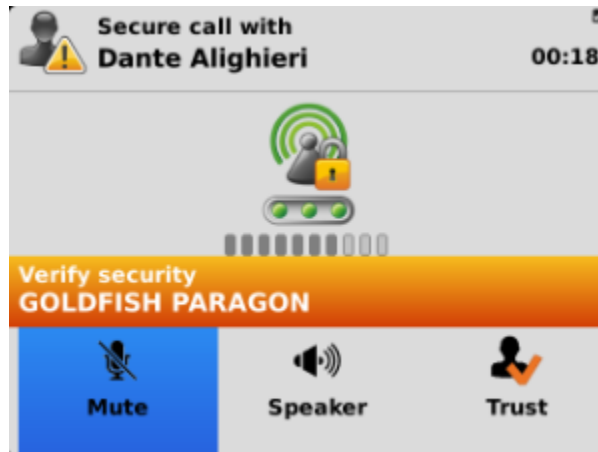 Secure call with
Dante Alighieri
00:18
Verify security
GOLDFISH PARAGON
Mute
Speaker
Trust